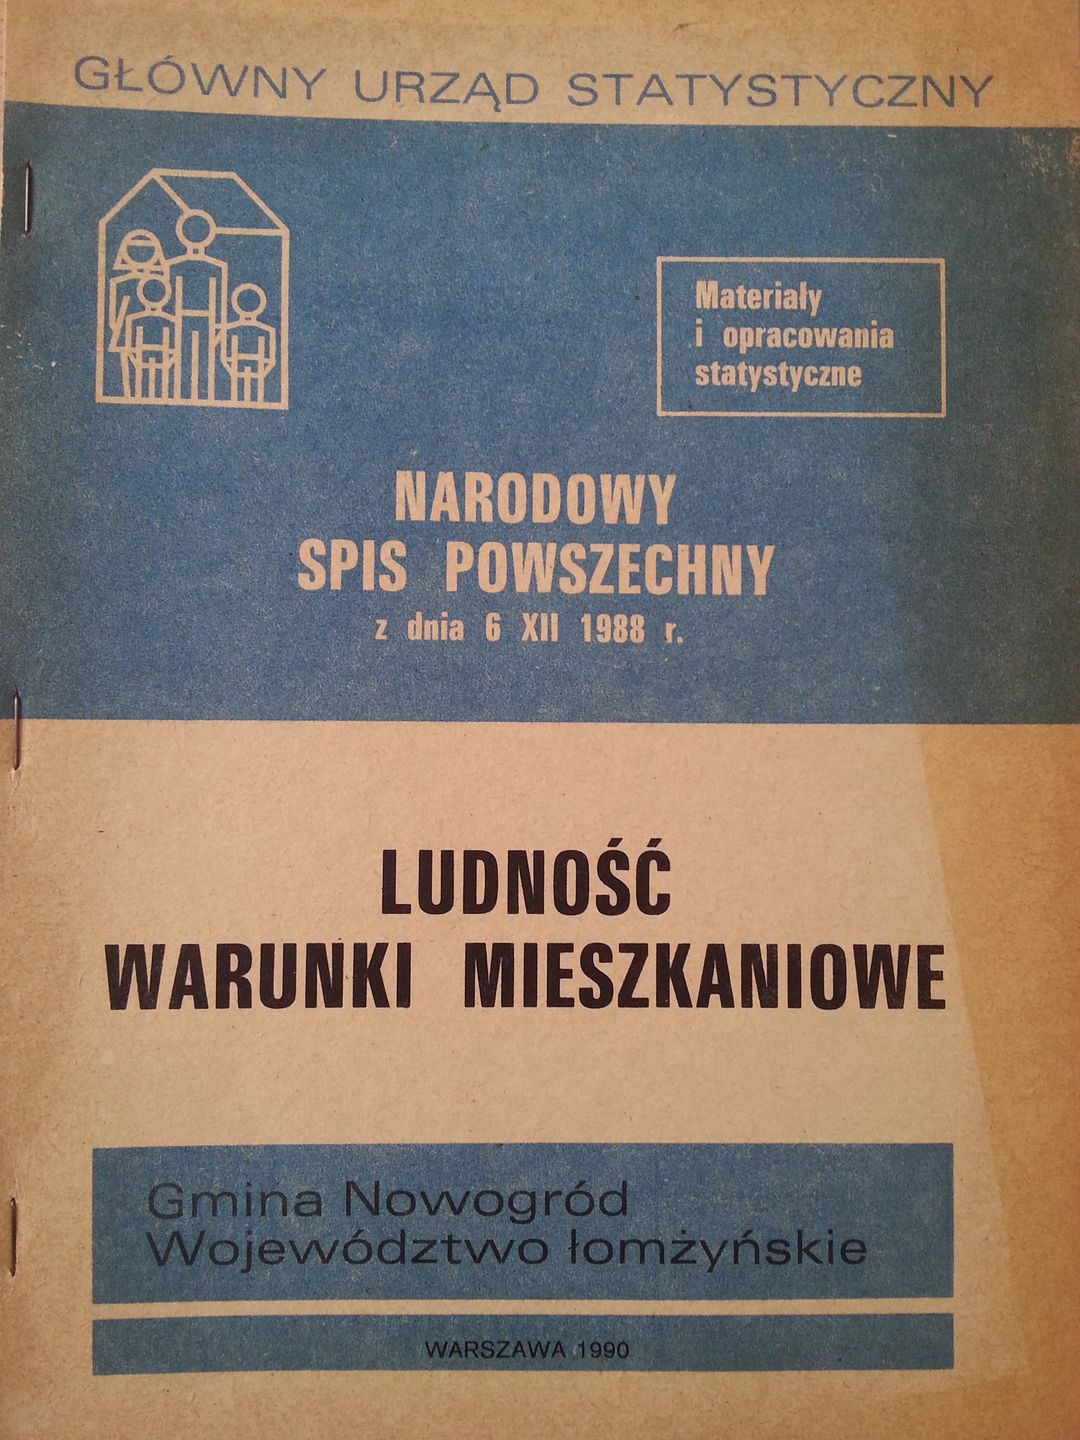 GŁÓWNY URZĄD STATYSTYCZNY
Materiały
i opracowania
statystyczne
NARODOWY
SPIS POWSZECHNY
z dnia 6 XII 1988 r.
LUDNOŚĆ
WARUNKI MIESZKANIOWE
Gmina Nowogród
Województwo łomżyńskie
WARSZAWA 1990